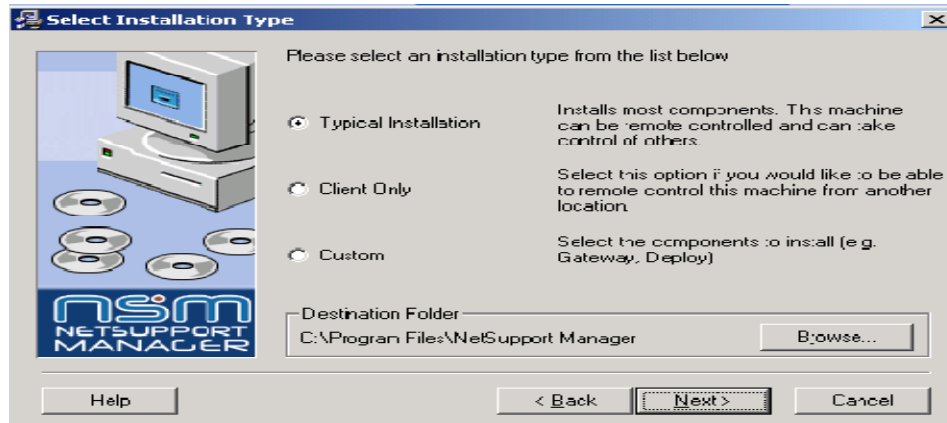 Select Installation Type
Please select an installation type from the list below
Typical Installation
Installs most components. This machine
can be remote controlled and can take
control of others.
Client Only
Select this option if you would like to be able
to remote control this machine from another
location.
Custom
Select the components to install (e.g.
Gateway, Deploy)
nsm
NETSUPPORT
MANAGER
Destination Folder
C:\Program Files\NetSupport Manager
Browse...
Help
< Back
Next >
Cancel